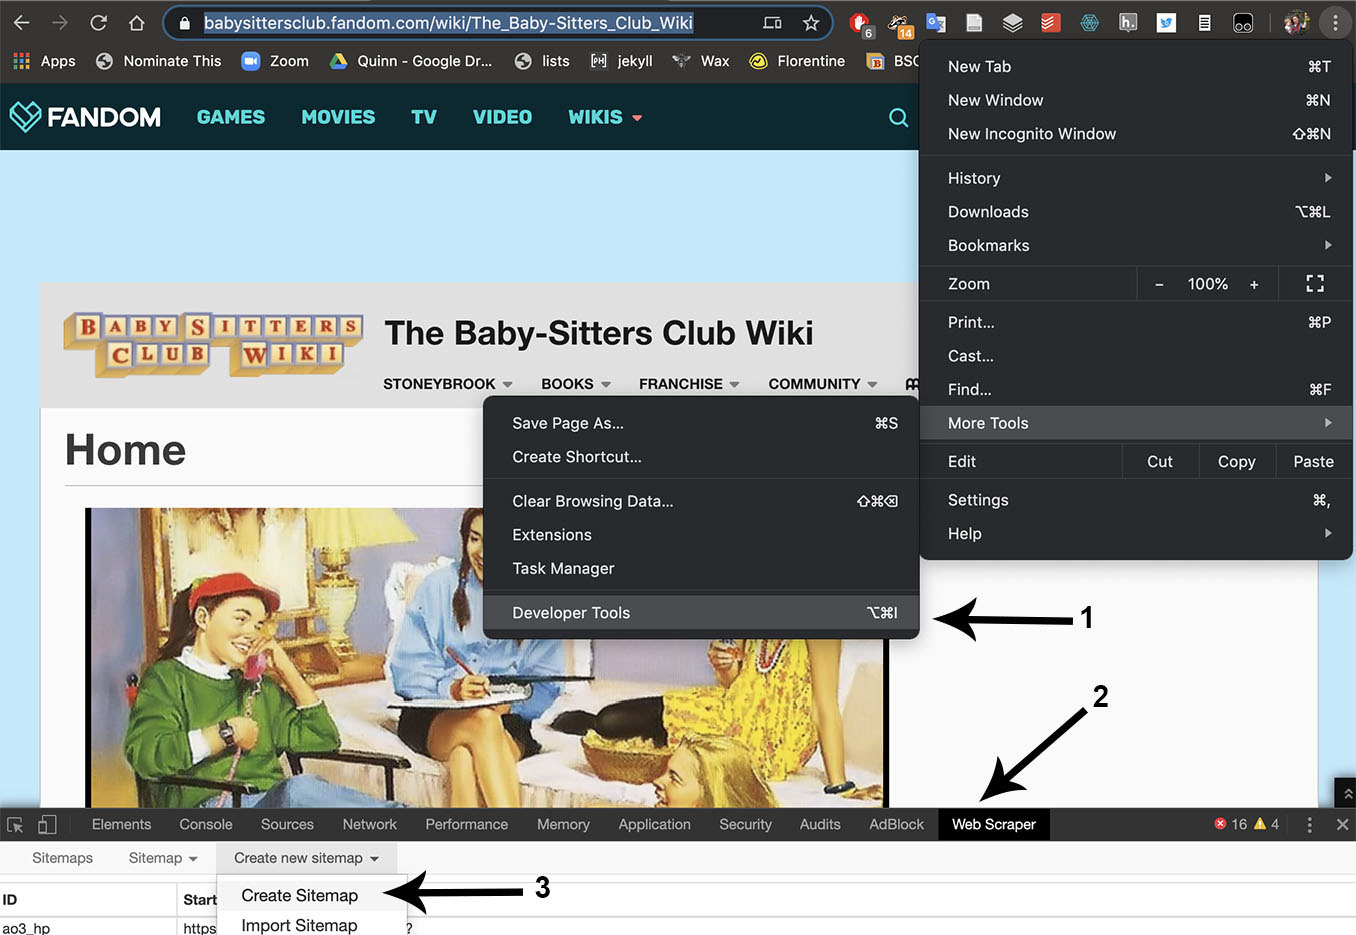 babysittersclub.fandom.com/wiki/The_Baby-Sitters_Club_Wiki
6
14
Apps
Nominate This
Zoom
Quinn - Google Dr...
lists
jekyll
Wax
Florentine
BSC
FANDOM
GAMES
MOVIES
TV
VIDEO
WIKIS
New Tab ⌘T
New Window ⌘N
New Incognito Window ⇧⌘N
History
Downloads ⌥⌘L
Bookmarks
Zoom − 100% +
Print... ⌘P
Cast...
Find... ⌘F
More Tools
Edit Cut Copy Paste
Settings ⌘,
Help
BABY SITTERS
CLUB WIKI
The Baby-Sitters Club Wiki
STONEYBROOK
BOOKS
FRANCHISE
COMMUNITY
Home
Save Page As... ⌘S
Create Shortcut...
Clear Browsing Data... ⇧⌘⌫
Extensions
Task Manager
Developer Tools ⌥⌘I
1
2
Elements
Console
Sources
Network
Performance
Memory
Application
Security
Audits
AdBlock
Web Scraper
16
4
Sitemaps
Sitemap
Create new sitemap
Create Sitemap
3
Import Sitemap
ID
Start
ao3_hp
https
?